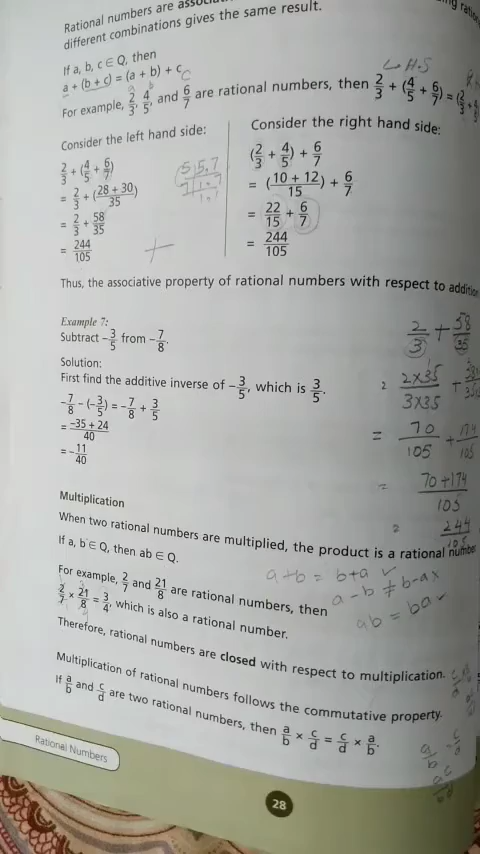 Rational numbers are
different combinations gives the same result.
If a, b, c ∈ Q, then
a + (b + c) = (a + b) + c
L.H.S
For example, 2/3, 4/5, and 6/7 are rational numbers, then 2/3 + (4/5 + 6/7) = (2/3 + 4
Consider the left hand side:
2/3 + (4/5 + 6/7)
= 2/3 + (28 + 30)/35
= 2/3 + 58/35
= 244/105
Consider the right hand side:
(2/3 + 4/5) + 6/7
= (10 + 12)/15 + 6/7
= 22/15 + 6/7
= 244/105
Thus, the associative property of rational numbers with respect to addition
Example 7:
Subtract -3/5 from -7/8.
Solution:
First find the additive inverse of -3/5, which is 3/5.
-7/8 - (-3/5) = -7/8 + 3/5
= (-35 + 24)/40
= -11/40
2/3 + 58/35
2×35/3×35 +
= 70/105 + 174/105
= 70+174/105
244/105
Multiplication
When two rational numbers are multiplied, the product is a rational number
If a, b ∈ Q, then ab ∈ Q.
a+b = b+a ✓
For example, 2/7 and 21/8 are rational numbers, then
a-b ≠ b-a x
2/7 × 21/8 = 3/4, which is also a rational number.
ab = ba ✓
Therefore, rational numbers are closed with respect to multiplication.
Multiplication of rational numbers follows the commutative property.
If a/b and c/d are two rational numbers, then a/b × c/d = c/d × a/b.
Rational Numbers
28